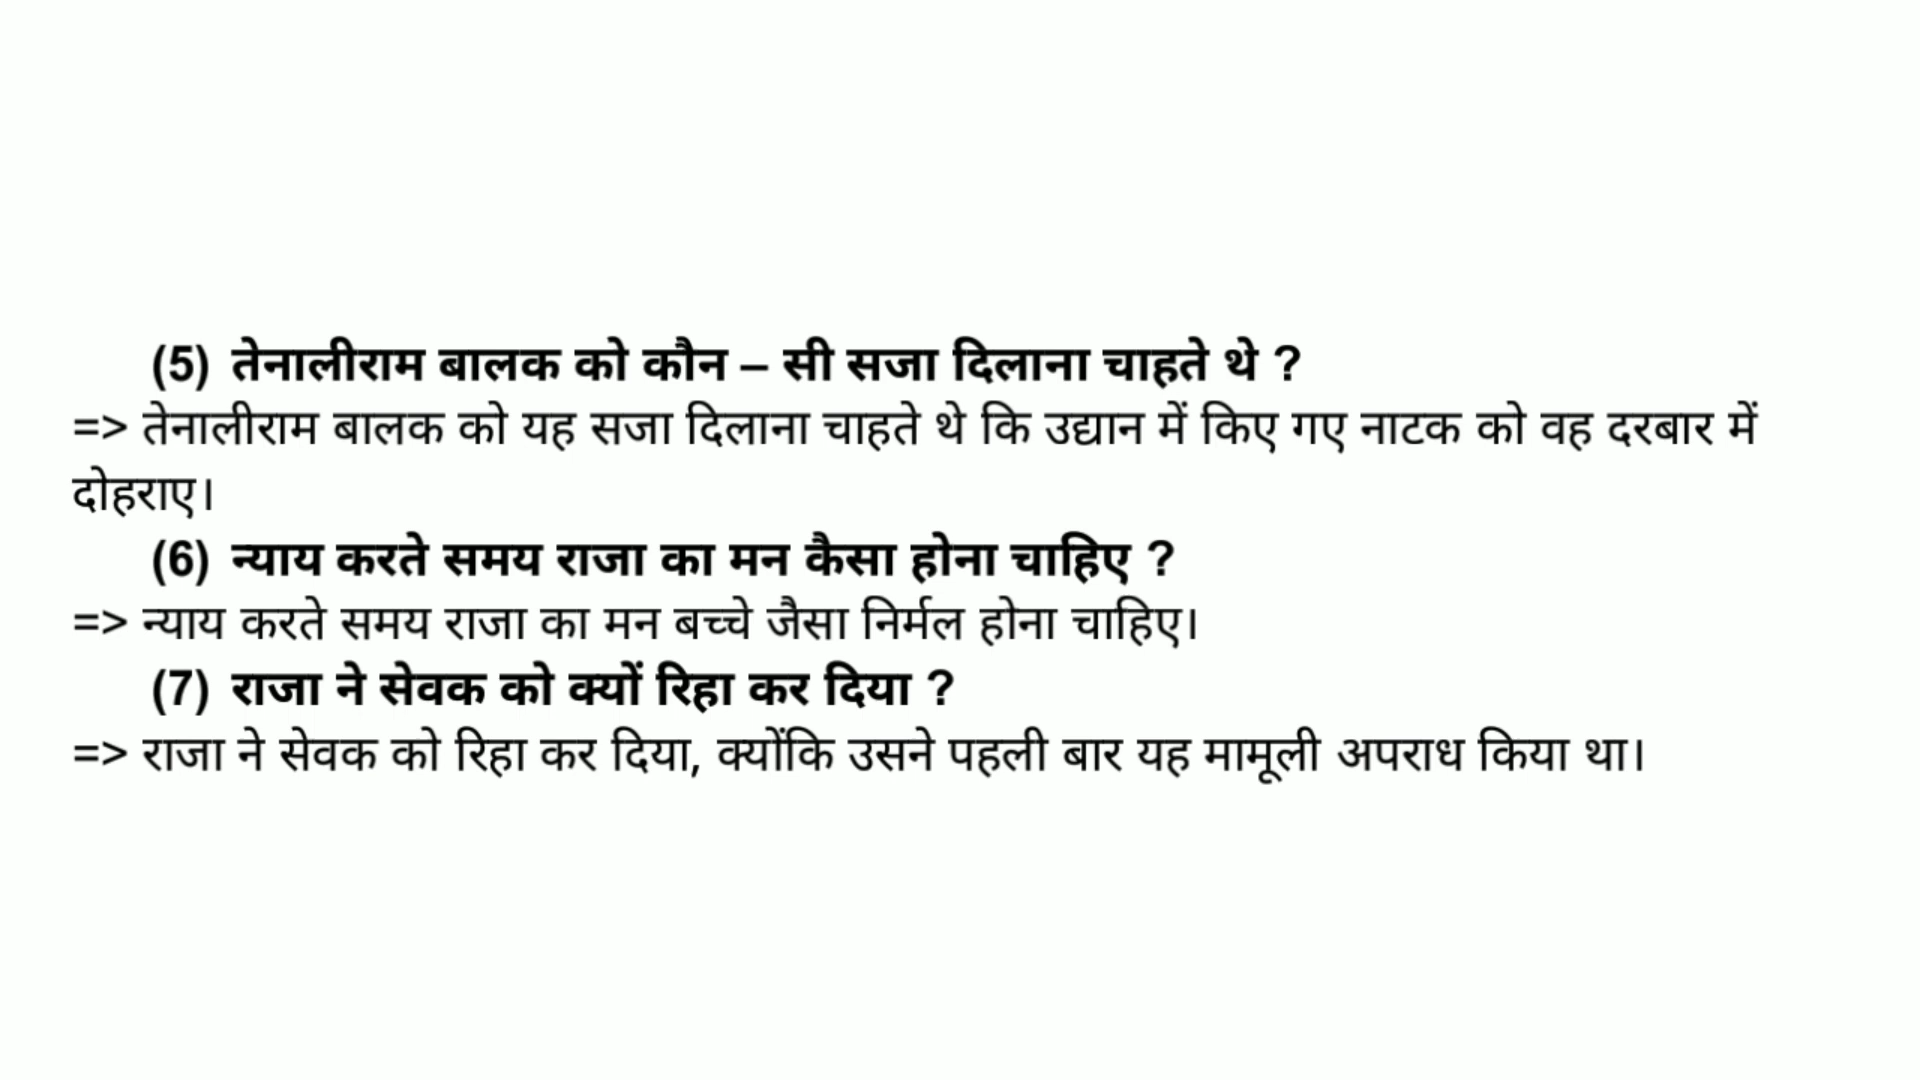 (5) तेनालीराम बालक को कौन – सी सजा दिलाना चाहते थे ?
=> तेनालीराम बालक को यह सजा दिलाना चाहते थे कि उद्यान में किए गए नाटक को वह दरबार में
दोहराए।
(6) न्याय करते समय राजा का मन कैसा होना चाहिए ?
=> न्याय करते समय राजा का मन बच्चे जैसा निर्मल होना चाहिए।
(7) राजा ने सेवक को क्यों रिहा कर दिया ?
=> राजा ने सेवक को रिहा कर दिया, क्योंकि उसने पहली बार यह मामूली अपराध किया था।